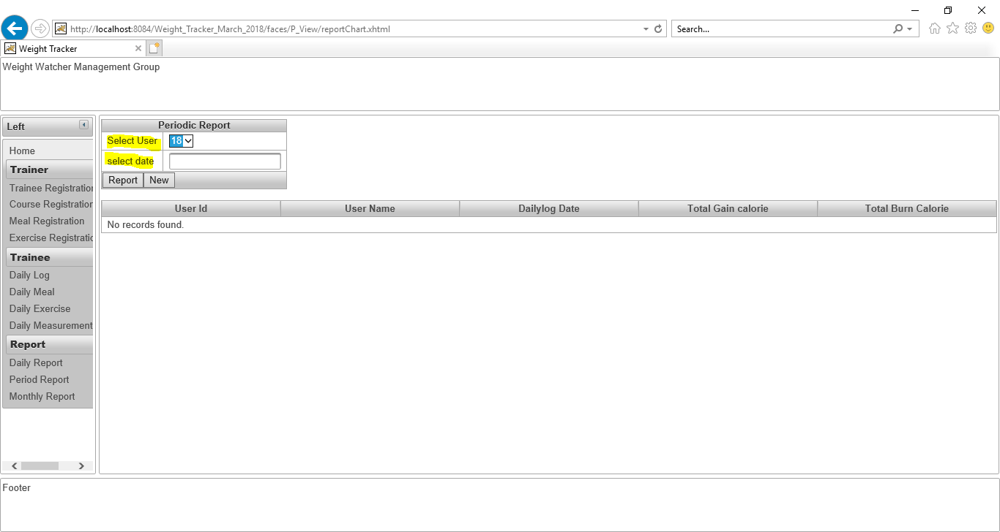 http://localhost:8084/Weight_Tracker_March_2018/faces/P_View/reportChart.xhtml
Search...
Weight Tracker
Weight Watcher Management Group
Left
Home
Trainer
Trainee Registration
Course Registration
Meal Registration
Exercise Registratic
Trainee
Daily Log
Daily Meal
Daily Exercise
Daily Measurement
Report
Daily Report
Period Report
Monthly Report
Periodic Report
Select User 18
select date
Report New
User Id User Name Dailylog Date Total Gain calorie Total Burn Calorie
No records found.
Footer